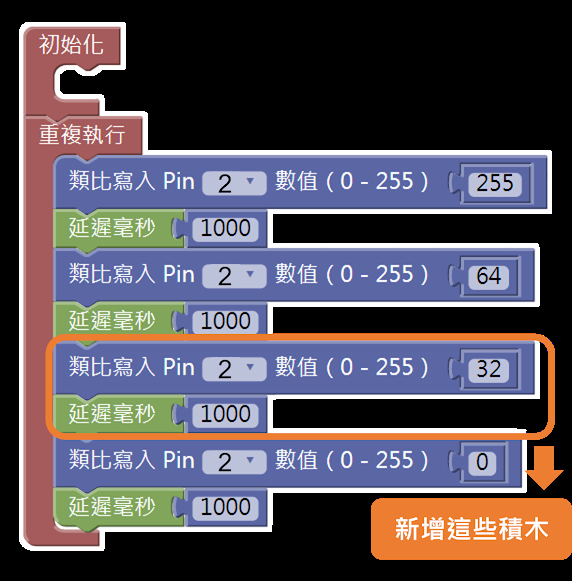 初始化
重複執行
類比寫入 Pin 2 數值 ( 0 - 255 ) 255
延遲毫秒 1000
類比寫入 Pin 2 數值 ( 0 - 255 ) 64
延遲毫秒 1000
類比寫入 Pin 2 數值 ( 0 - 255 ) 32
延遲毫秒 1000
類比寫入 Pin 2 數值 ( 0 - 255 ) 0
延遲毫秒 1000
新增這些積木